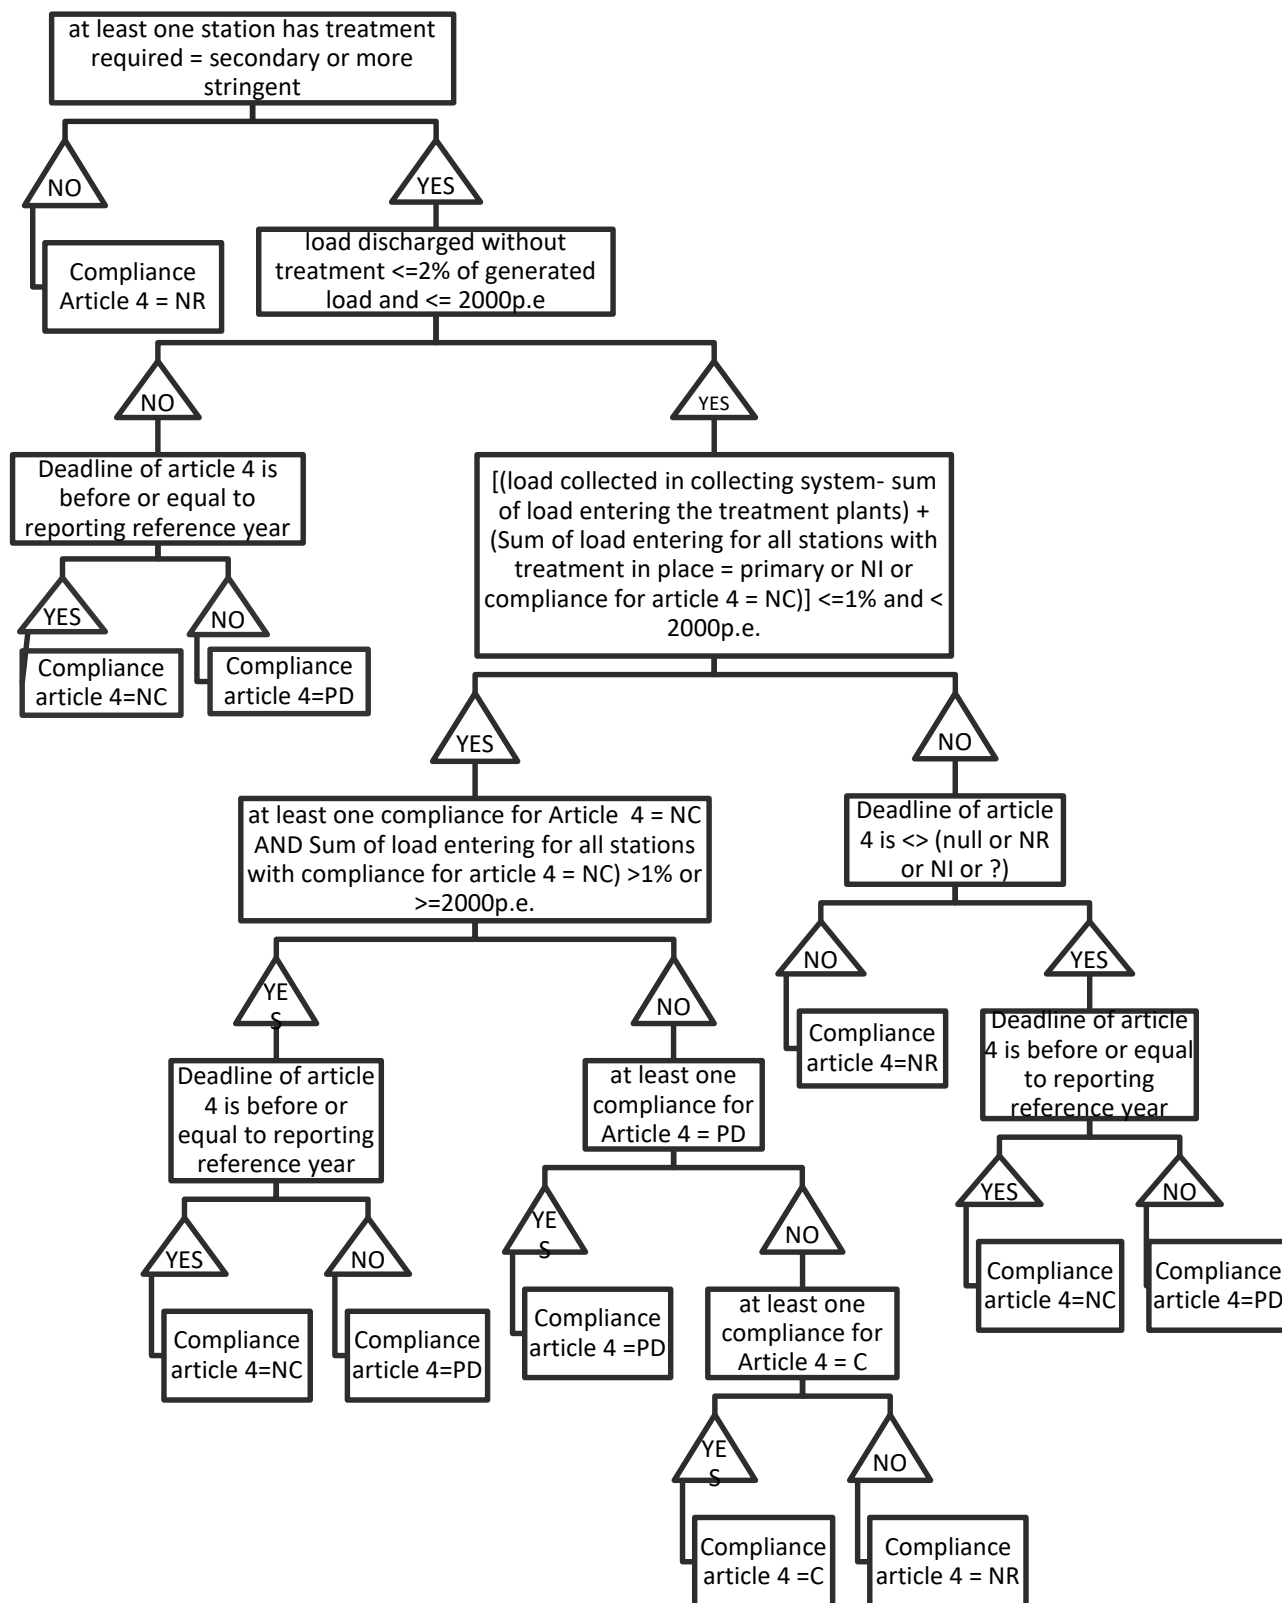 at least one station has treatment
required = secondary or more
stringent
NO
YES
Compliance
Article 4 = NR
load discharged without
treatment <=2% of generated
load and <= 2000p.e
NO
YES
Deadline of article 4 is
before or equal to
reporting reference year
YES
NO
Compliance
article 4=NC
Compliance
article 4=PD
[(load collected in collecting system- sum
of load entering the treatment plants) +
(Sum of load entering for all stations with
treatment in place = primary or NI or
compliance for article 4 = NC)] <=1% and <
2000p.e.
YES
NO
at least one compliance for Article  4 = NC
AND Sum of load entering for all stations
with compliance for article 4 = NC) >1% or
>=2000p.e.
Deadline of article
4 is <> (null or NR
or NI or ?)
YE
S
NO
NO
YES
Deadline of article
4 is before or
equal to reporting
reference year
at least one
compliance for
Article 4 = PD
Compliance
article 4=NR
Deadline of article
4 is before or equal
to reporting
reference year
YES
NO
YE
S
NO
YES
NO
Compliance
article 4=NC
Compliance
article 4=PD
Compliance
article 4 =PD
at least one
compliance for
Article 4 = C
Compliance
article 4=NC
Compliance
article 4=PD
YE
S
NO
Compliance
article 4 =C
Compliance
article 4 = NR